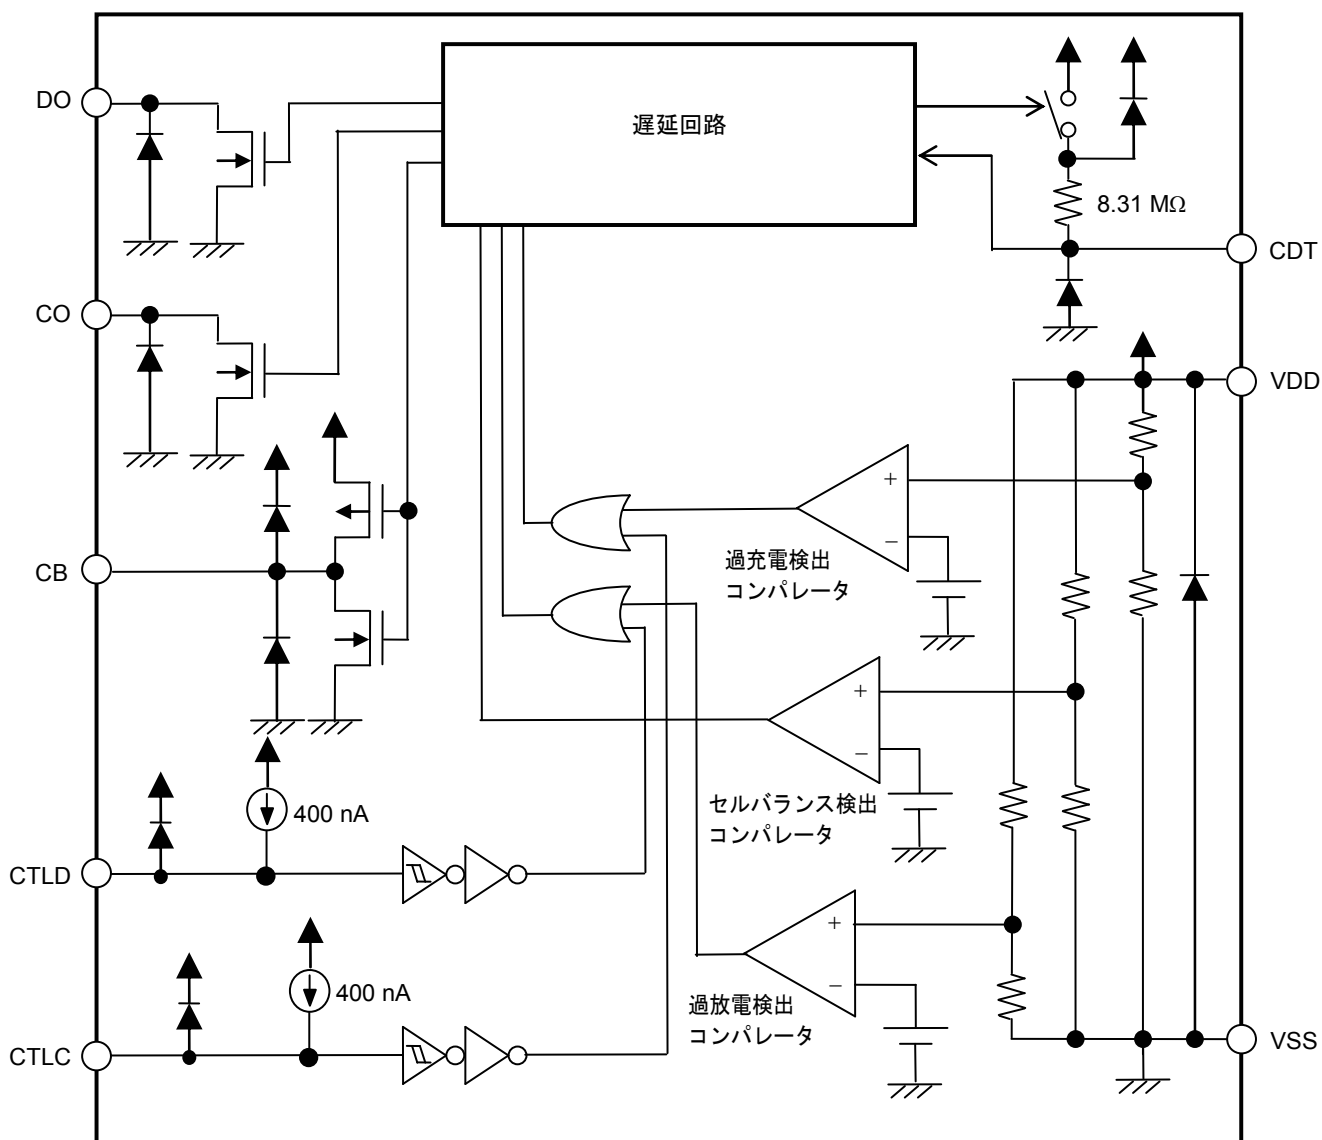 DO
遅延回路
8.31 MΩ
CDT
CO
VDD
+
−
過充電検出
コンパレータ
CB
+
−
セルバランス検出
コンパレータ
400 nA
CTLD
+
−
過放電検出
コンパレータ
400 nA
CTLC
VSS